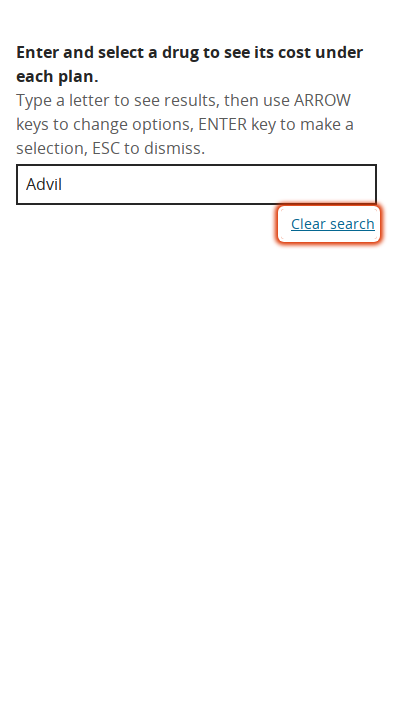 Enter and select a drug to see its cost under
each plan.
Type a letter to see results, then use ARROW
keys to change options, ENTER key to make a
selection, ESC to dismiss.
Advil
Clear search